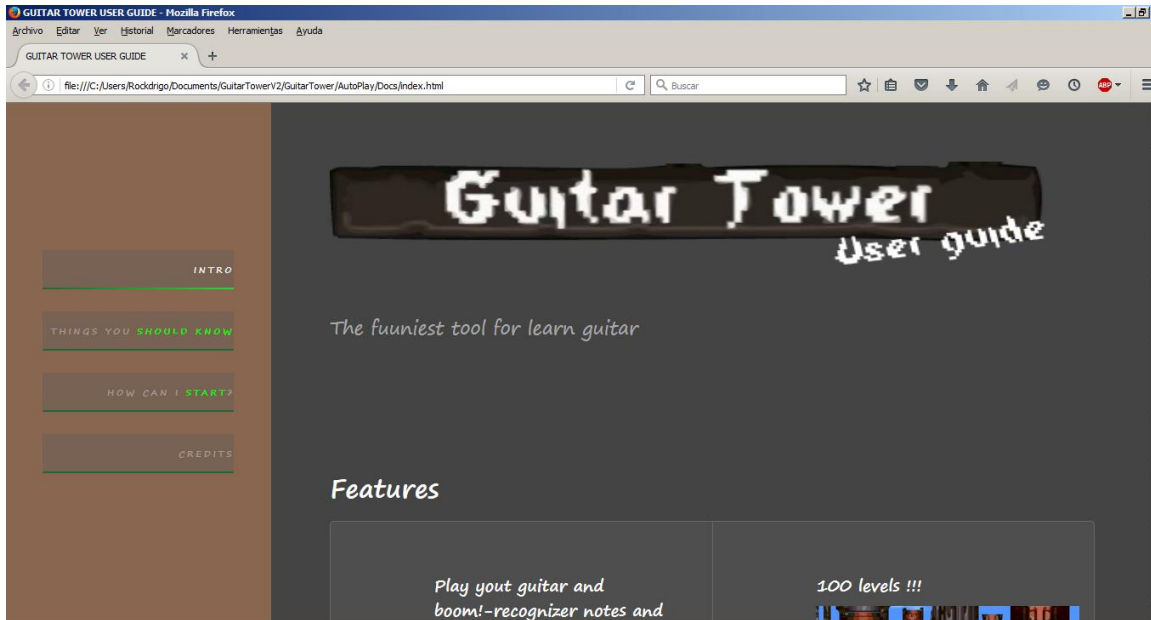 GUITAR TOWER USER GUIDE - Mozilla Firefox
Archivo Editar Ver Historial Marcadores Herramientas Ayuda
GUITAR TOWER USER GUIDE
file:///C:/Users/Rockdrigo/Documents/GuitarTowerV2/GuitarTower/AutoPlay/Docs/index.html
Buscar
ABP
Guitar Tower
User guide
INTRO
THINGS YOU SHOULD KNOW
The fuuniest tool for learn guitar
HOW CAN I START?
CREDITS
Features
Play yout guitar and
boom!-recognizer notes and
100 levels !!!